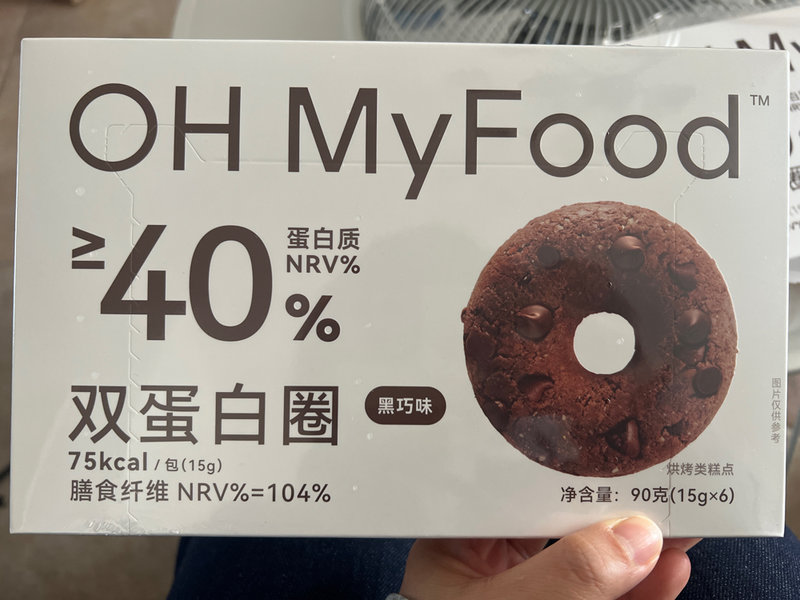 OH MyFood™
≥40%
蛋白质
NRV%
双蛋白圈
黑巧味
75kcal / 包(15g)
膳食纤维 NRV%=104%
图片仅供参考
烘烤类糕点
净含量：90克(15g×6)
My